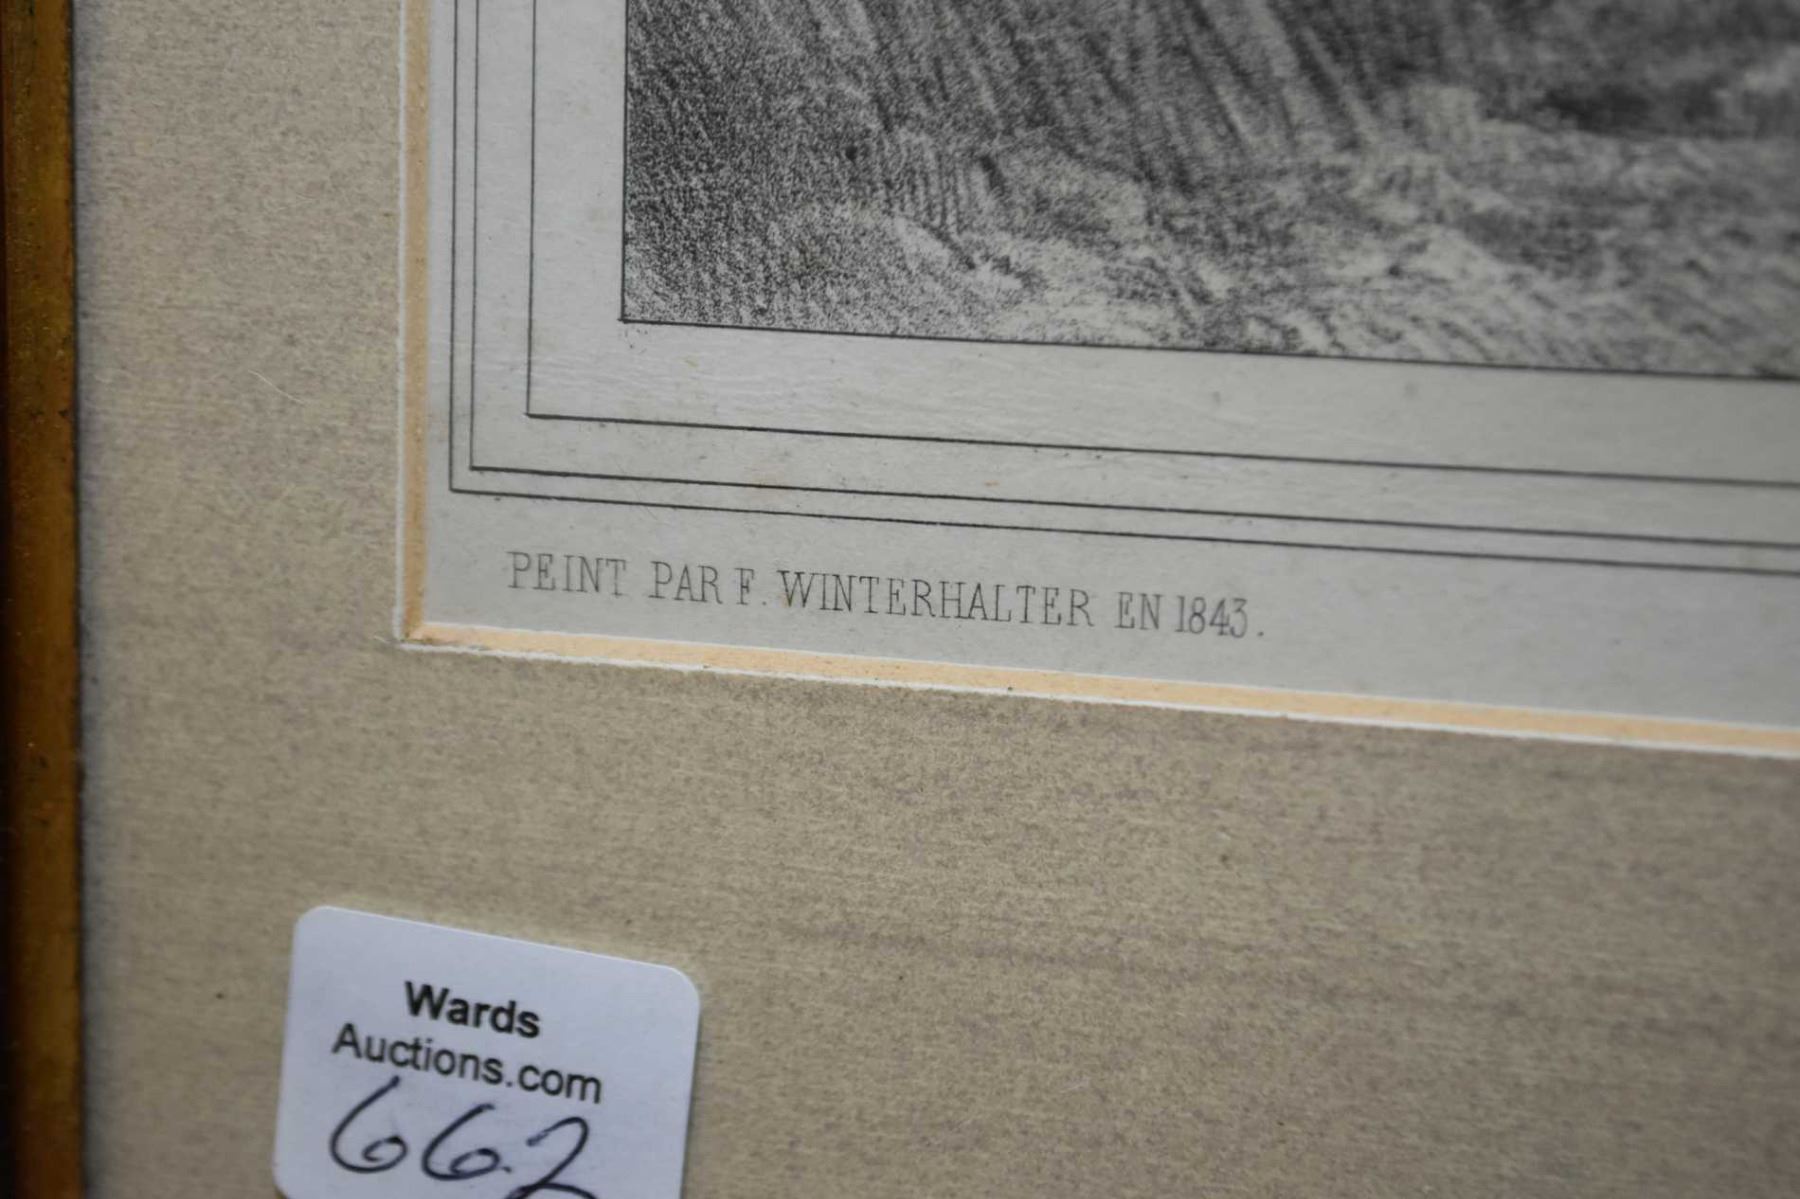 PEINT PAR F. WINTERHALTER EN 1843.
Wards
Auctions.com
662